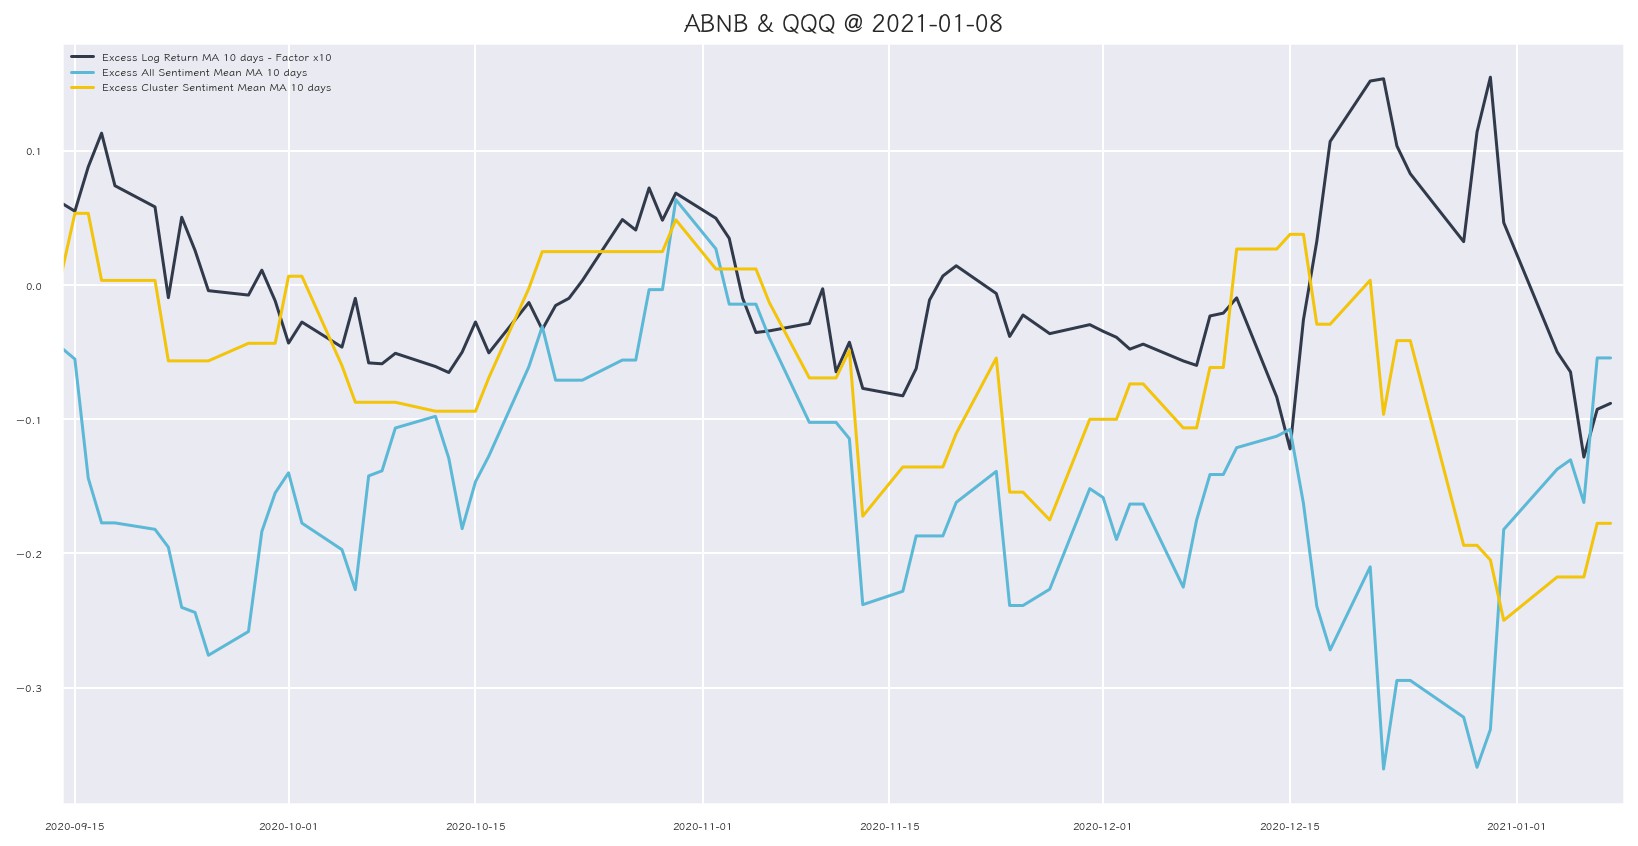 ABNB & QQQ @ 2021-01-08
Excess Log Return MA 10 days - Factor x10
Excess All Sentiment Mean MA 10 days
Excess Cluster Sentiment Mean MA 10 days
0.1
0.0
−0.1
−0.2
−0.3
2020-09-15 2020-10-01 2020-10-15 2020-11-01 2020-11-15 2020-12-01 2020-12-15 2021-01-01